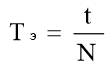 Tэ = t/N